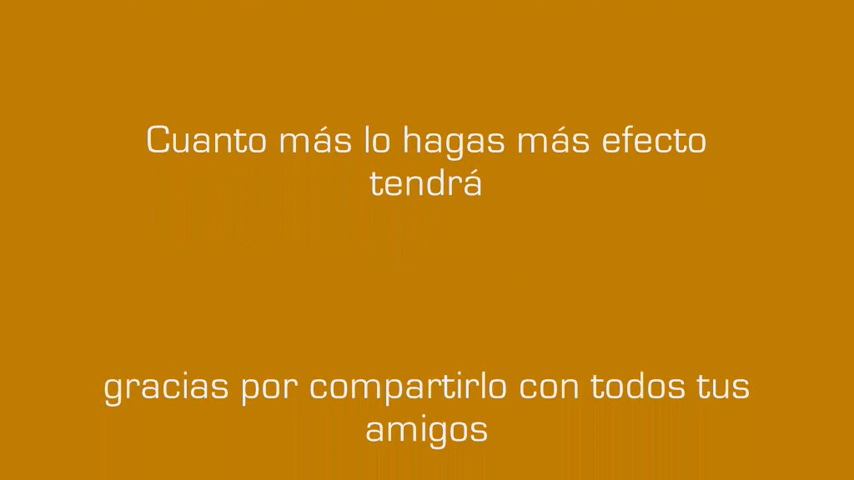 Cuanto más lo hagas más efecto
tendrá
gracias por compartirlo con todos tus
amigos